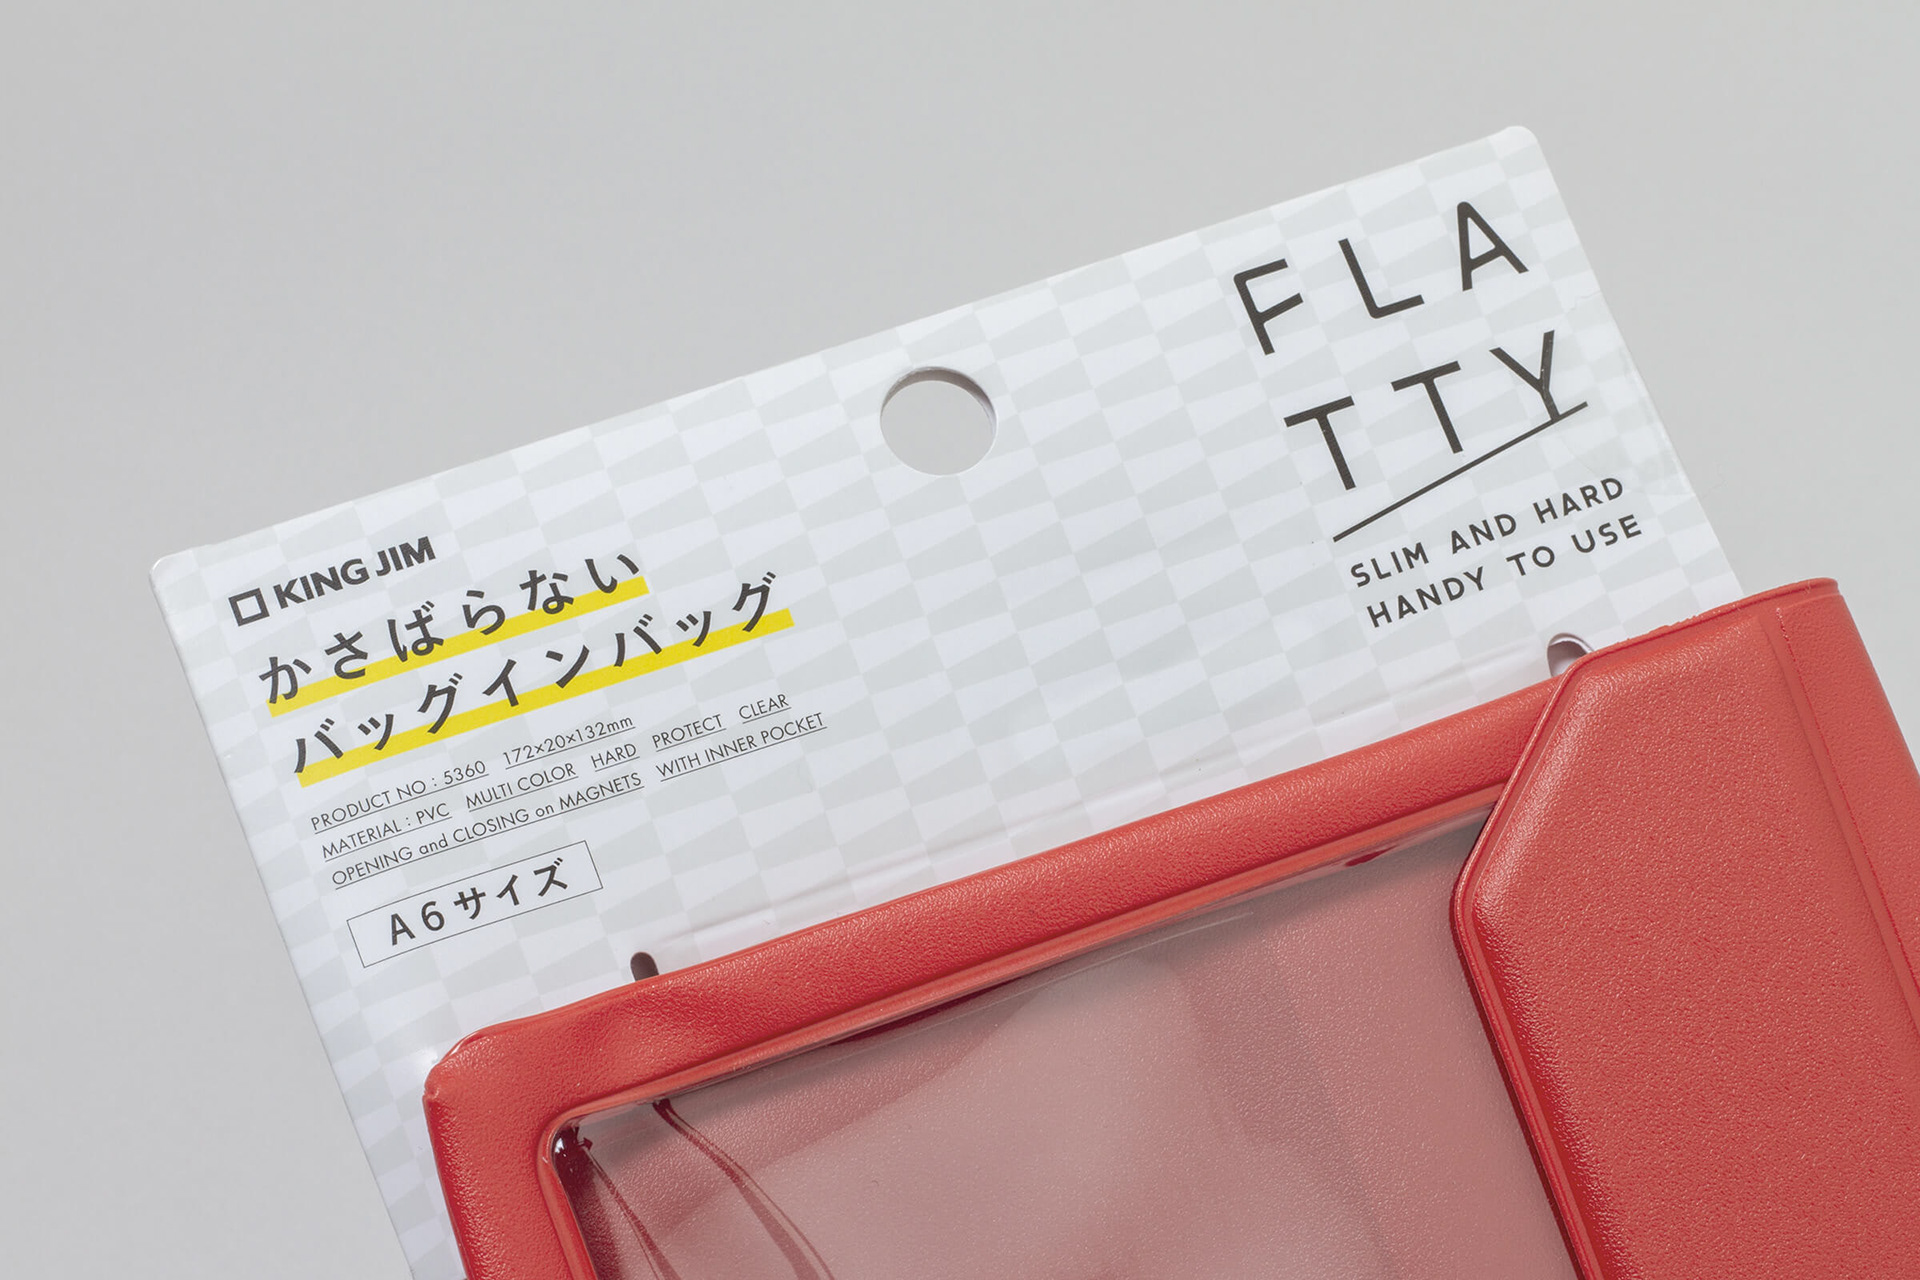 KING JIM
かさばらない
バッグインバッグ
PRODUCT NO : 5360 172×20×132mm
MATERIAL : PVC MULTI COLOR HARD PROTECT CLEAR
OPENING and CLOSING on MAGNETS WITH INNER POCKET
A6サイズ
FLA
TTY
SLIM AND HARD
HANDY TO USE